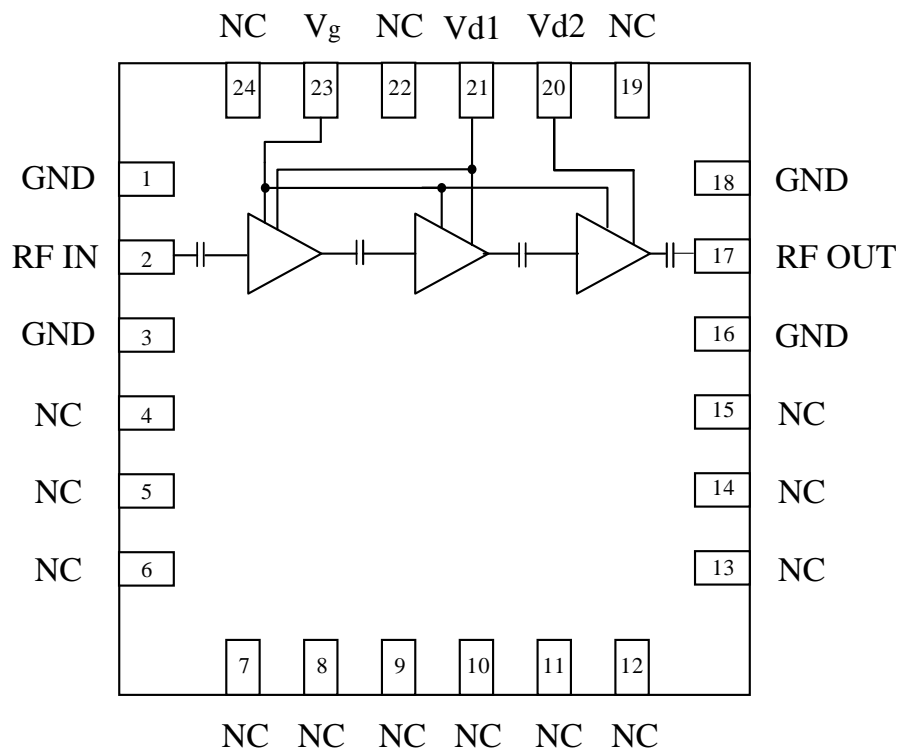 NC Vg NC Vd1 Vd2 NC
24 23 22 21 20 19
GND 1 18 GND
RF IN 2 17 RF OUT
GND 3 16 GND
NC 4 15 NC
NC 5 14 NC
NC 6 13 NC
7 8 9 10 11 12
NC NC NC NC NC NC